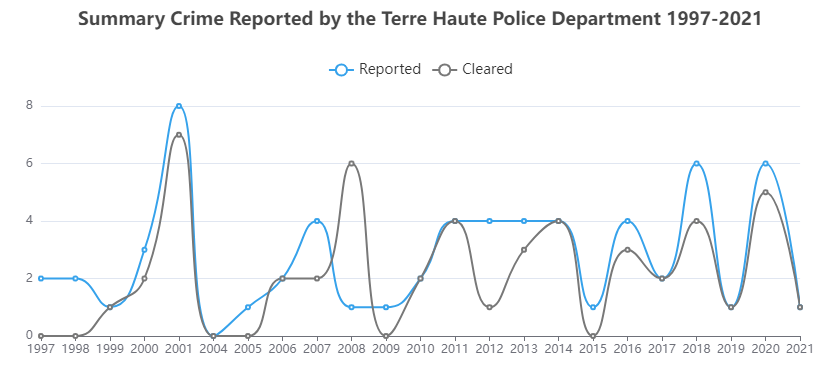 Summary Crime Reported by the Terre Haute Police Department 1997-2021
Reported Cleared
8
6
4
2
0
1997 1998 1999 2000 2001 2004 2005 2006 2007 2008 2009 2010 2011 2012 2013 2014 2015 2016 2017 2018 2019 2020 2021